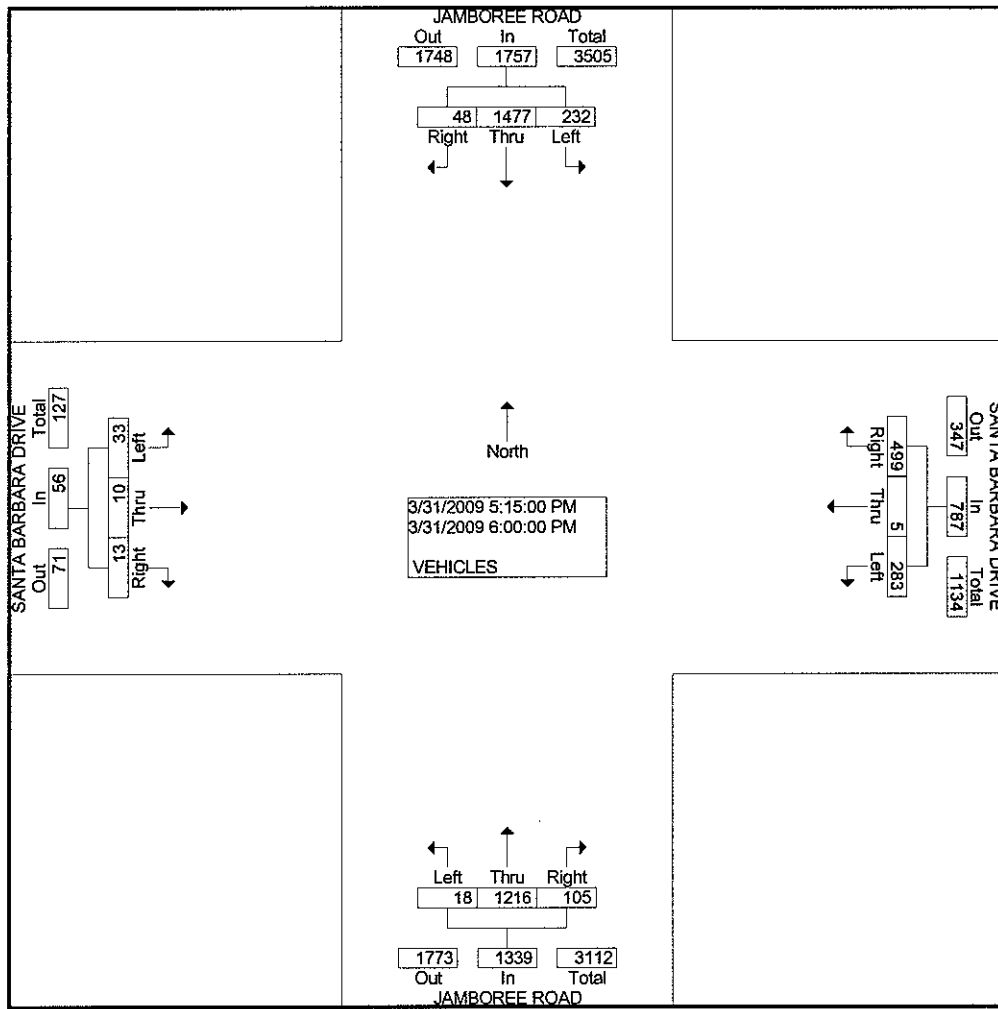 JAMBOREE ROAD
Out In Total
1748 1757 3505
48 1477 232
Right Thru Left
SANTA BARBARA DRIVE
Total In Out
127 56 71
33 10 13
Left Thru Right
North
3/31/2009 5:15:00 PM
3/31/2009 6:00:00 PM
VEHICLES
Right Thru Left
499 5 283
Out In Total
347 787 1134
SANTA BARBARA DRIVE
Left Thru Right
18 1216 105
1773 1339 3112
Out In Total
JAMBOREE ROAD